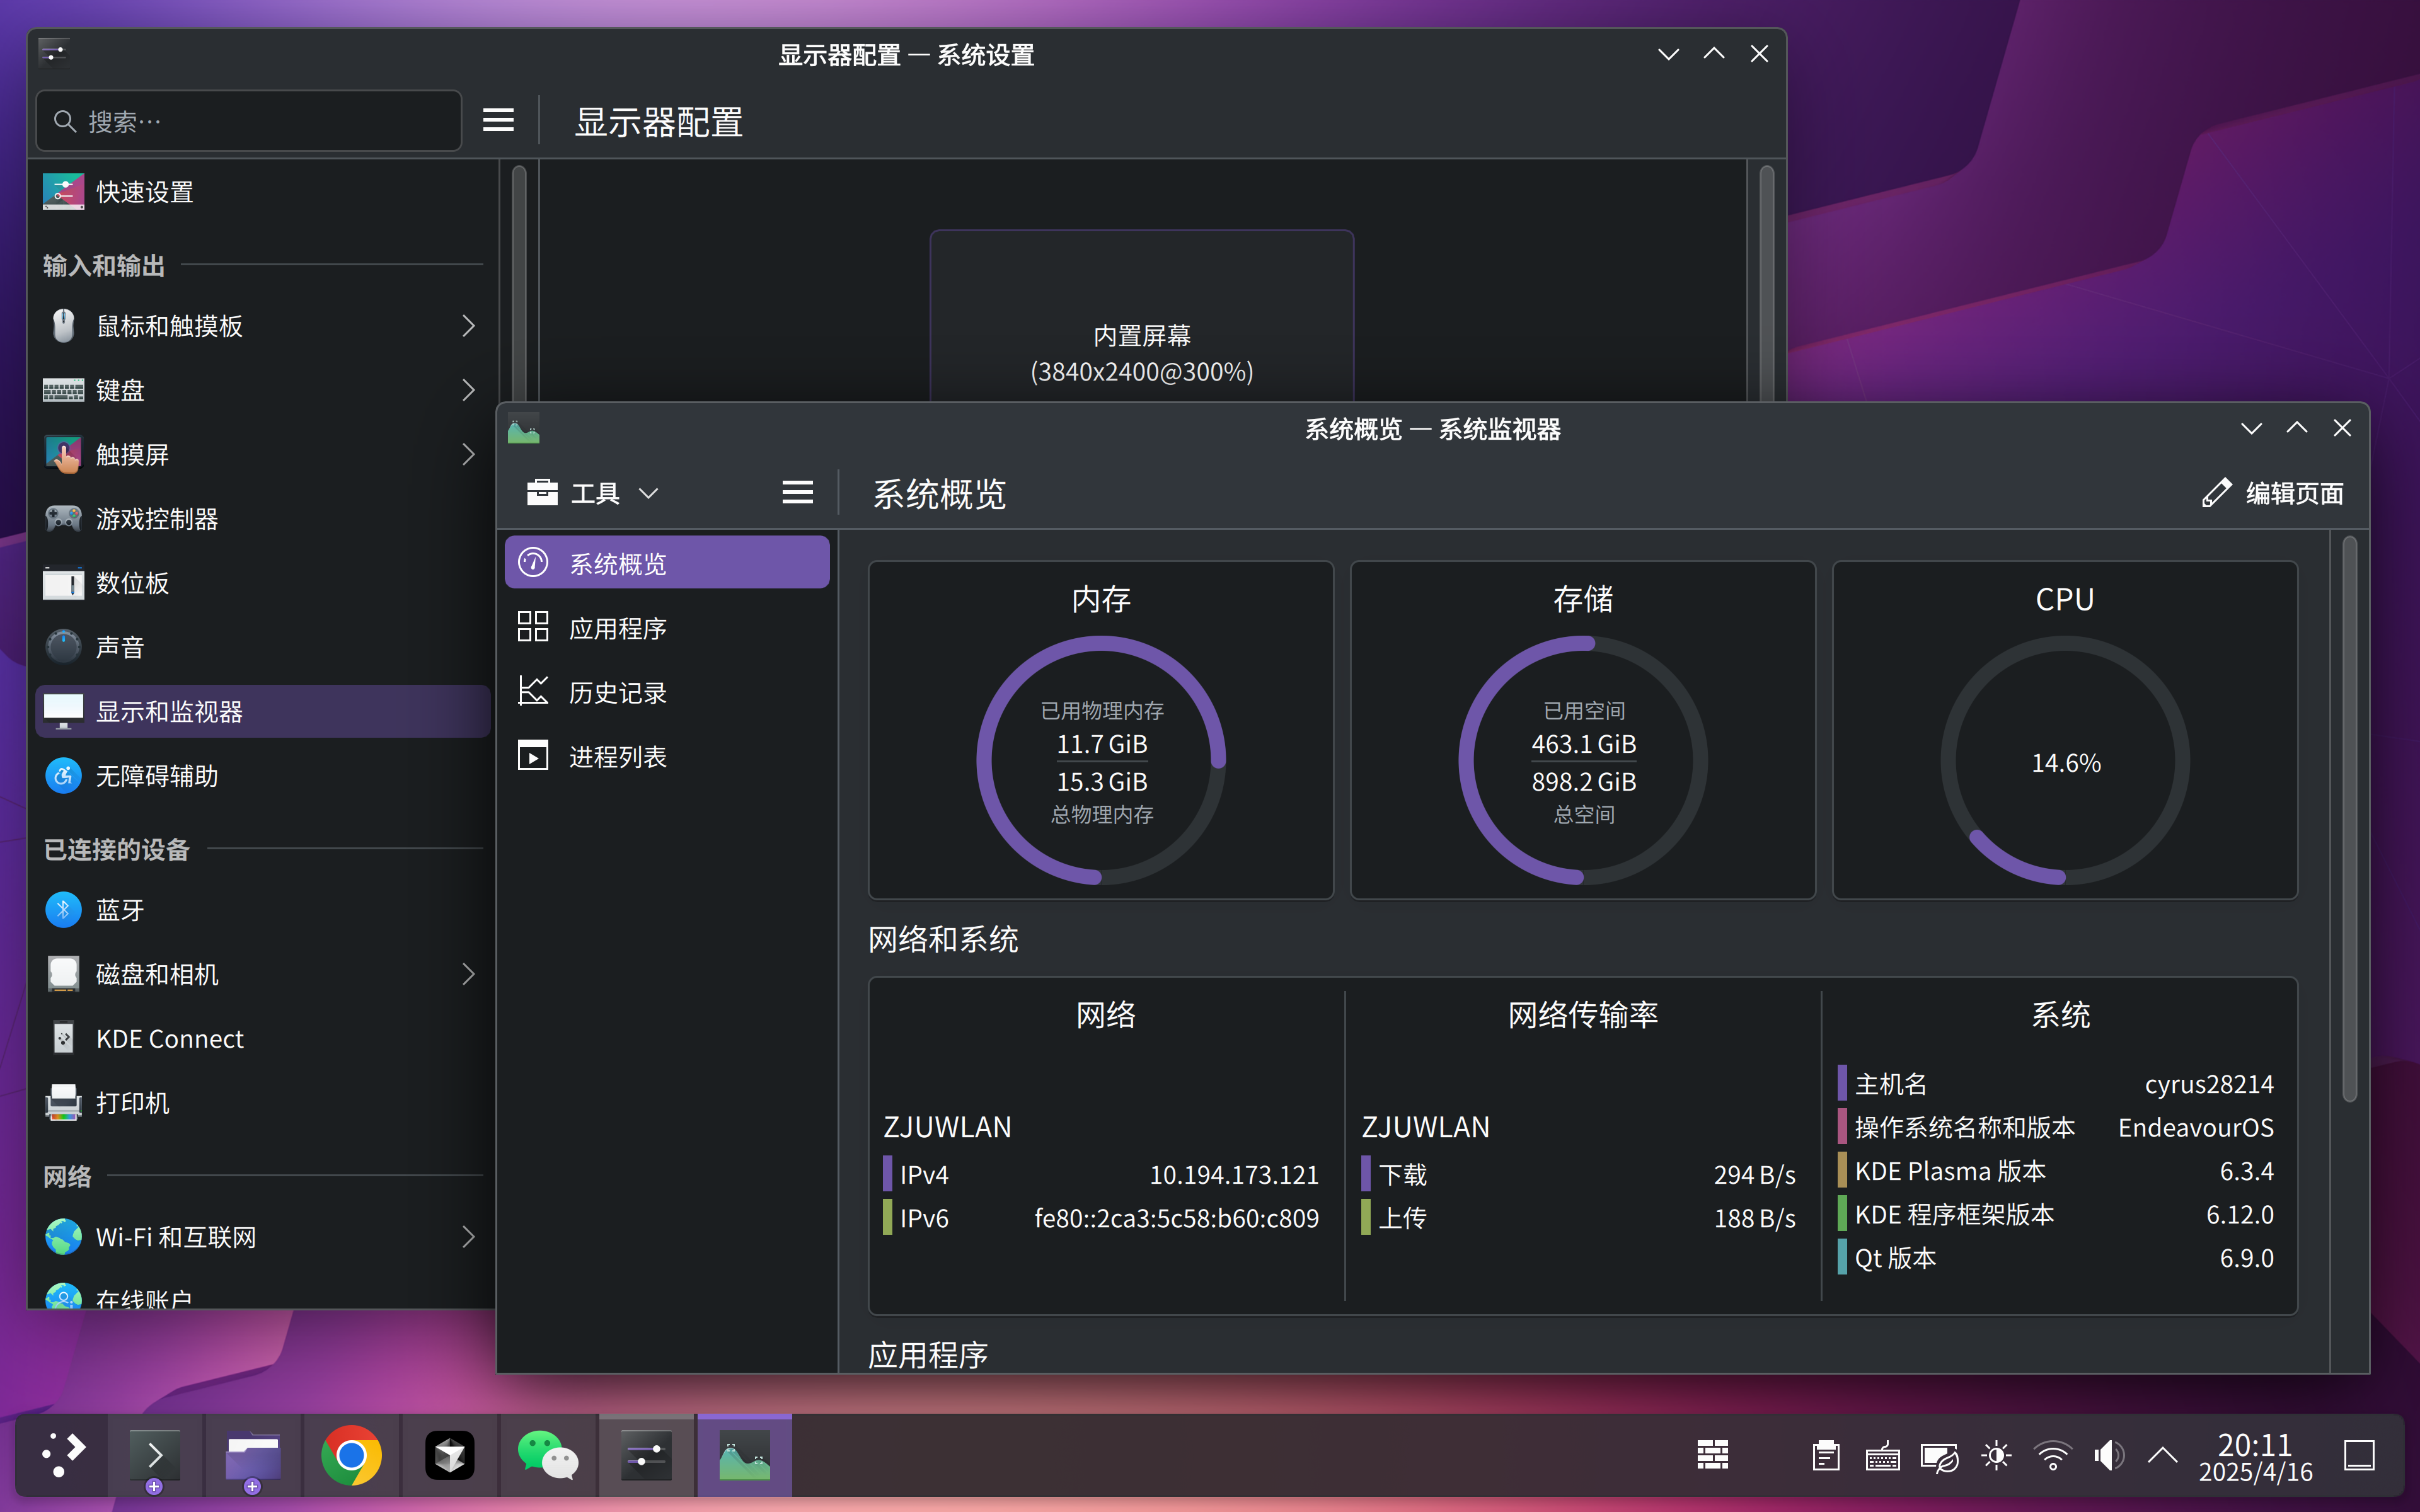 显示器配置 — 系统设置
搜索…
显示器配置
快速设置
输入和输出
鼠标和触摸板
键盘
触摸屏
游戏控制器
数位板
声音
显示和监视器
无障碍辅助
已连接的设备
蓝牙
磁盘和相机
KDE Connect
打印机
网络
Wi-Fi 和互联网
在线账户
内置屏幕
(3840x2400@300%)
系统概览 — 系统监视器
工具
系统概览
编辑页面
系统概览
应用程序
历史记录
进程列表
内存
已用物理内存
11.7 GiB
15.3 GiB
总物理内存
存储
已用空间
463.1 GiB
898.2 GiB
总空间
CPU
14.6%
网络和系统
网络
ZJUWLAN
IPv4 10.194.173.121
IPv6 fe80::2ca3:5c58:b60:c809
网络传输率
ZJUWLAN
下载 294 B/s
上传 188 B/s
系统
主机名 cyrus28214
操作系统名称和版本 EndeavourOS
KDE Plasma 版本 6.3.4
KDE 程序框架版本 6.12.0
Qt 版本 6.9.0
应用程序
20:11
2025/4/16